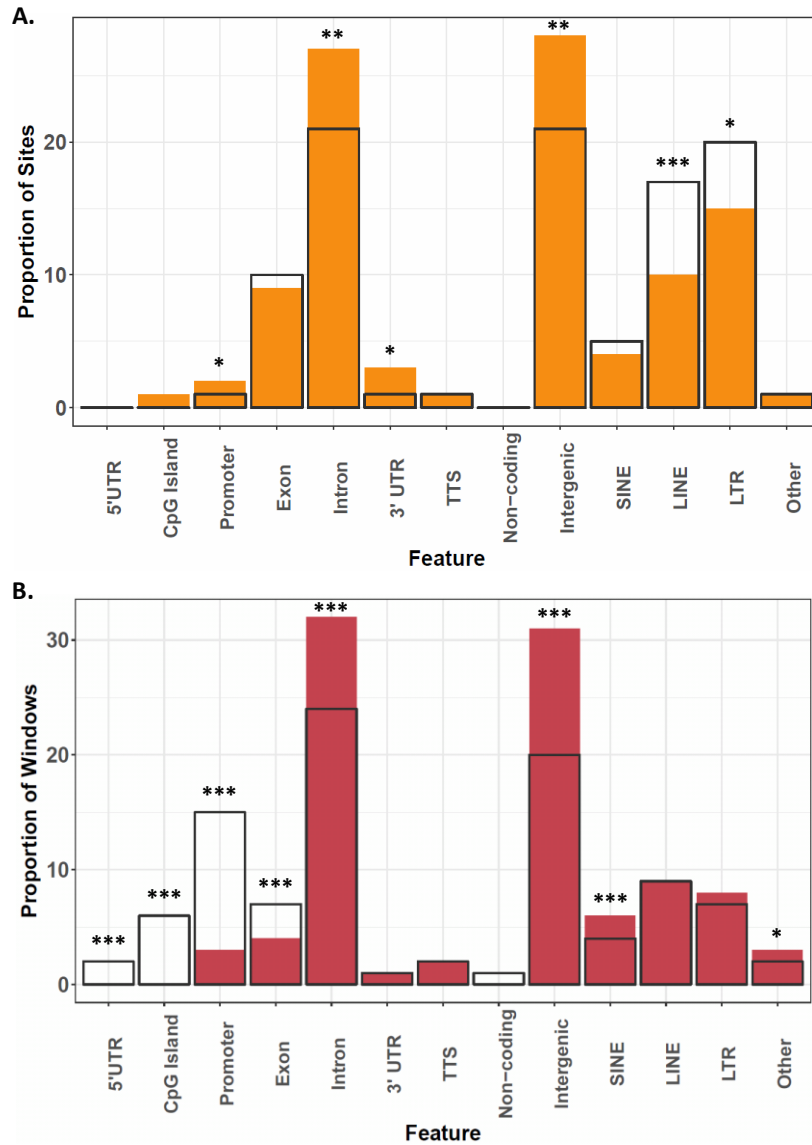 A.
Proportion of Sites
20
10
0
**
**
*
***
*
*
5'UTR
CpG Island
Promoter
Exon
Intron
3' UTR
TTS
Non−coding
Intergenic
SINE
LINE
LTR
Other
Feature
B.
Proportion of Windows
30
20
10
0
***
***
***
***
***
***
***
*
5'UTR
CpG Island
Promoter
Exon
Intron
3' UTR
TTS
Non−coding
Intergenic
SINE
LINE
LTR
Other
Feature